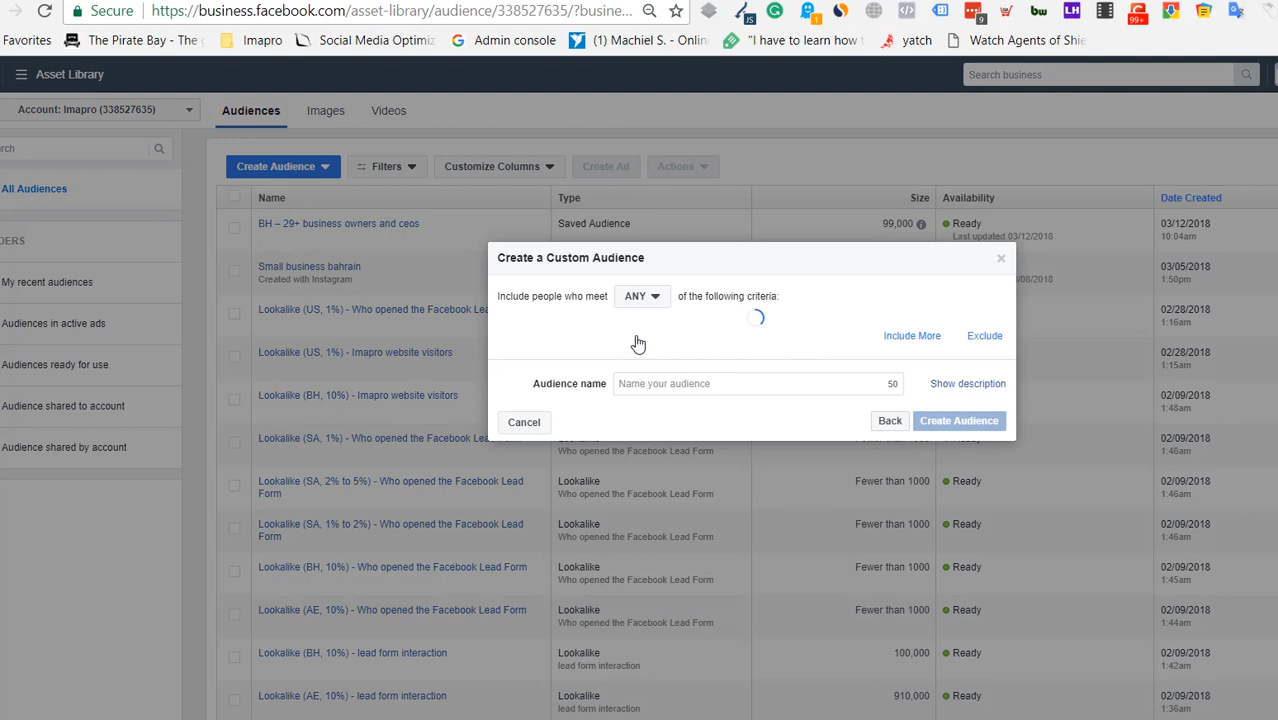 Secure
https://business.facebook.com/asset-library/audience/338527635/?busine...
JS
1
9
bw
LH
99+
Favorites
ThePirate Bay - The g
Imapro
Social Media Optimiz
Admin console
(1) Machiel S. - Onlin
"I have to learn how t
yatch
Watch Agents of Shie
Asset Library
Search business
Account: Imapro (338527635)
Audiences
Images
Videos
rch
Create Audience
Filters
Customize Columns
Create Ad
Actions
All Audiences
Name
Type
Size
Availability
Date Created
BH – 29+ business owners and ceos
Saved Audience
99,000
Ready
Last updated 03/12/2018
03/12/2018
10:04am
DERS
My recent audiences
Audiences in active ads
Audiences ready for use
Audience shared to account
Audience shared by account
Create a Custom Audience
Include people who meet
ANY
of the following criteria:
Include More
Exclude
Audience name
Name your audience
50
Show description
Cancel
Back
Create Audience
Small business bahrain
Created with Instagram
/08/2018
03/05/2018
1:50pm
Lookalike (US, 1%) - Who opened the Facebook Lea
02/28/2018
1:16am
Lookalike (US, 1%) - Imapro website visitors
02/28/2018
1:15am
Lookalike (BH, 10%) - Imapro website visitors
02/09/2018
1:48am
Lookalike (SA, 1%) - Who opened the Facebook Lea
Who opened the Facebook Lead Form
02/09/2018
1:46am
Lookalike (SA, 2% to 5%) - Who opened the Facebook Lead
Form
Lookalike
Who opened the Facebook Lead Form
Fewer than 1000
Ready
02/09/2018
1:46am
Lookalike (SA, 1% to 2%) - Who opened the Facebook Lead
Form
Lookalike
Who opened the Facebook Lead Form
Fewer than 1000
Ready
02/09/2018
1:46am
Lookalike (BH, 10%) - Who opened the Facebook Lead Form
Lookalike
Who opened the Facebook Lead Form
Fewer than 1000
Ready
02/09/2018
1:45am
Lookalike (AE, 10%) - Who opened the Facebook Lead Form
Lookalike
Who opened the Facebook Lead Form
Fewer than 1000
Ready
02/09/2018
1:44am
Lookalike (BH, 10%) - lead form interaction
Lookalike
lead form interaction
100,000
Ready
02/09/2018
1:42am
Lookalike (AE, 10%) - lead form interaction
Lookalike
lead form interaction
910,000
Ready
02/09/2018
1:36am